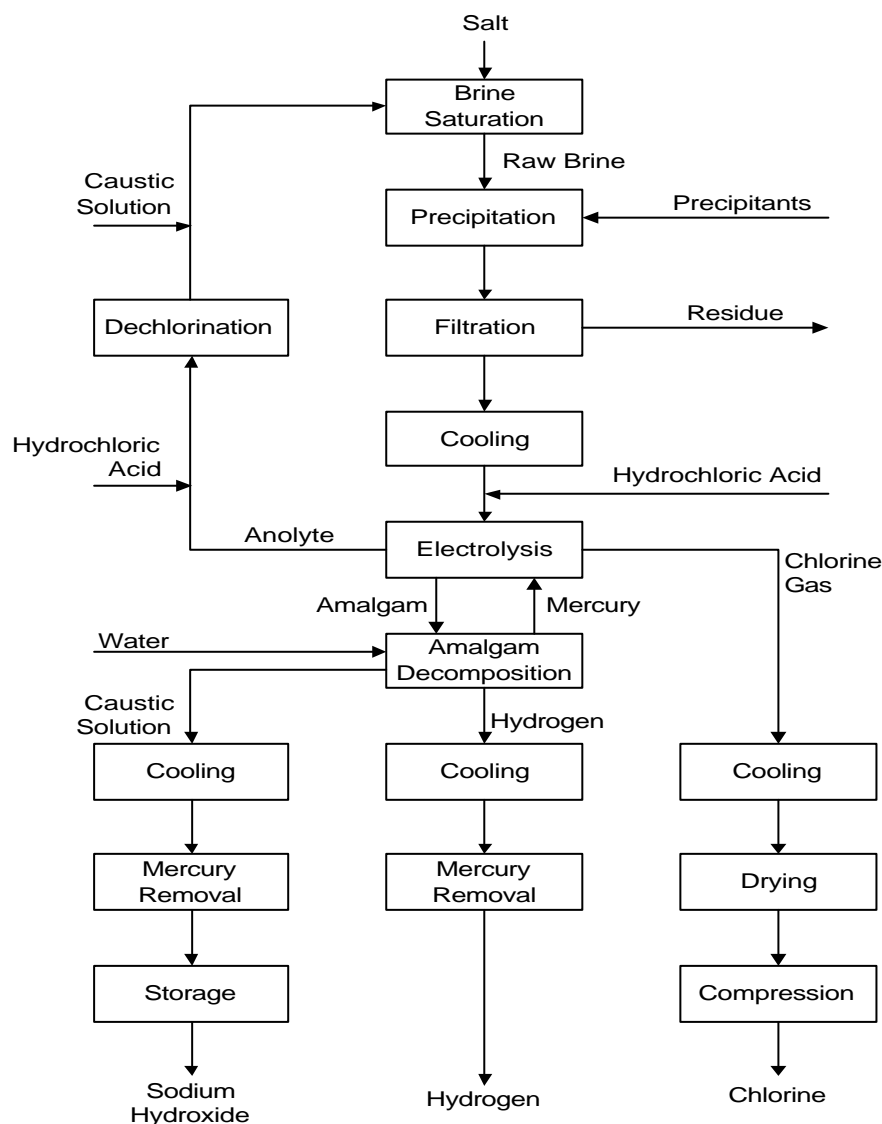 Salt
Brine
Saturation
Raw Brine
Caustic
Solution
Precipitation
Precipitants
Dechlorination
Filtration
Residue
Cooling
Hydrochloric
Acid
Hydrochloric Acid
Anolyte
Electrolysis
Chlorine
Gas
Amalgam
Mercury
Water
Amalgam
Decomposition
Caustic
Solution
Hydrogen
Cooling
Cooling
Cooling
Mercury
Removal
Mercury
Removal
Drying
Storage
Compression
Sodium
Hydroxide
Hydrogen
Chlorine